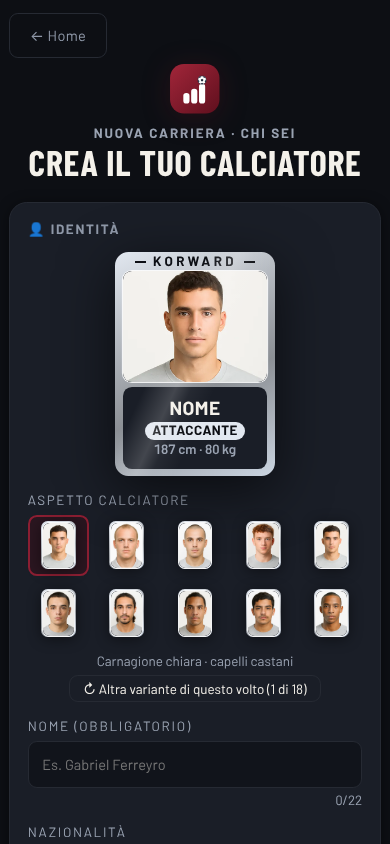 ← Home
NUOVA CARRIERA · CHI SEI
CREA IL TUO CALCIATORE
👤 IDENTITÀ
— KORWARD —
NOME
ATTACCANTE
187 cm · 80 kg
ASPETTO CALCIATORE
Carnagione chiara · capelli castani
↻ Altra variante di questo volto (1 di 18)
NOME (OBBLIGATORIO)
Es. Gabriel Ferreyro
0/22
NAZIONALITÀ